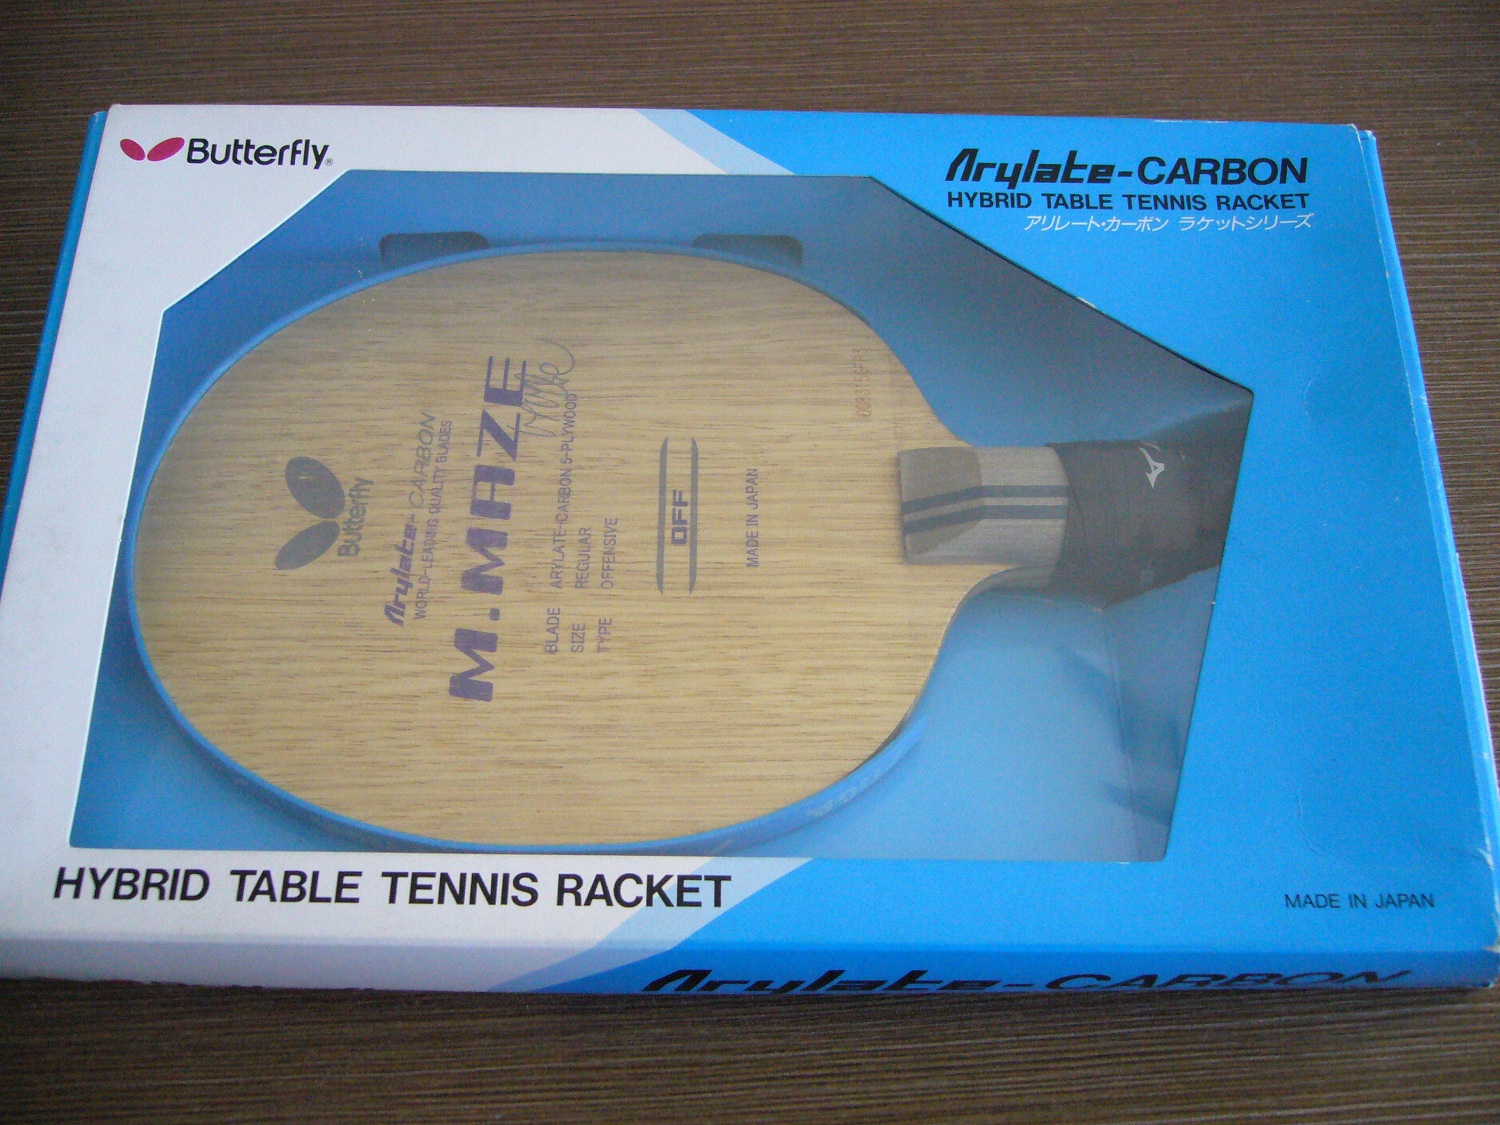 Butterfly®
Arylate-CARBON
HYBRID TABLE TENNIS RACKET
アリレート・カーボン ラケットシリーズ
Butterfly
Arylate-CARBON
WORLD-LEADING QUALITY BLADES
M.MAZE
BLADE ARYLATE-CARBON 5-PLYWOOD
SIZE REGULAR
TYPE OFFENSIVE
OFF
MADE IN JAPAN
HYBRID TABLE TENNIS RACKET
MADE IN JAPAN
Arylate-CARBON